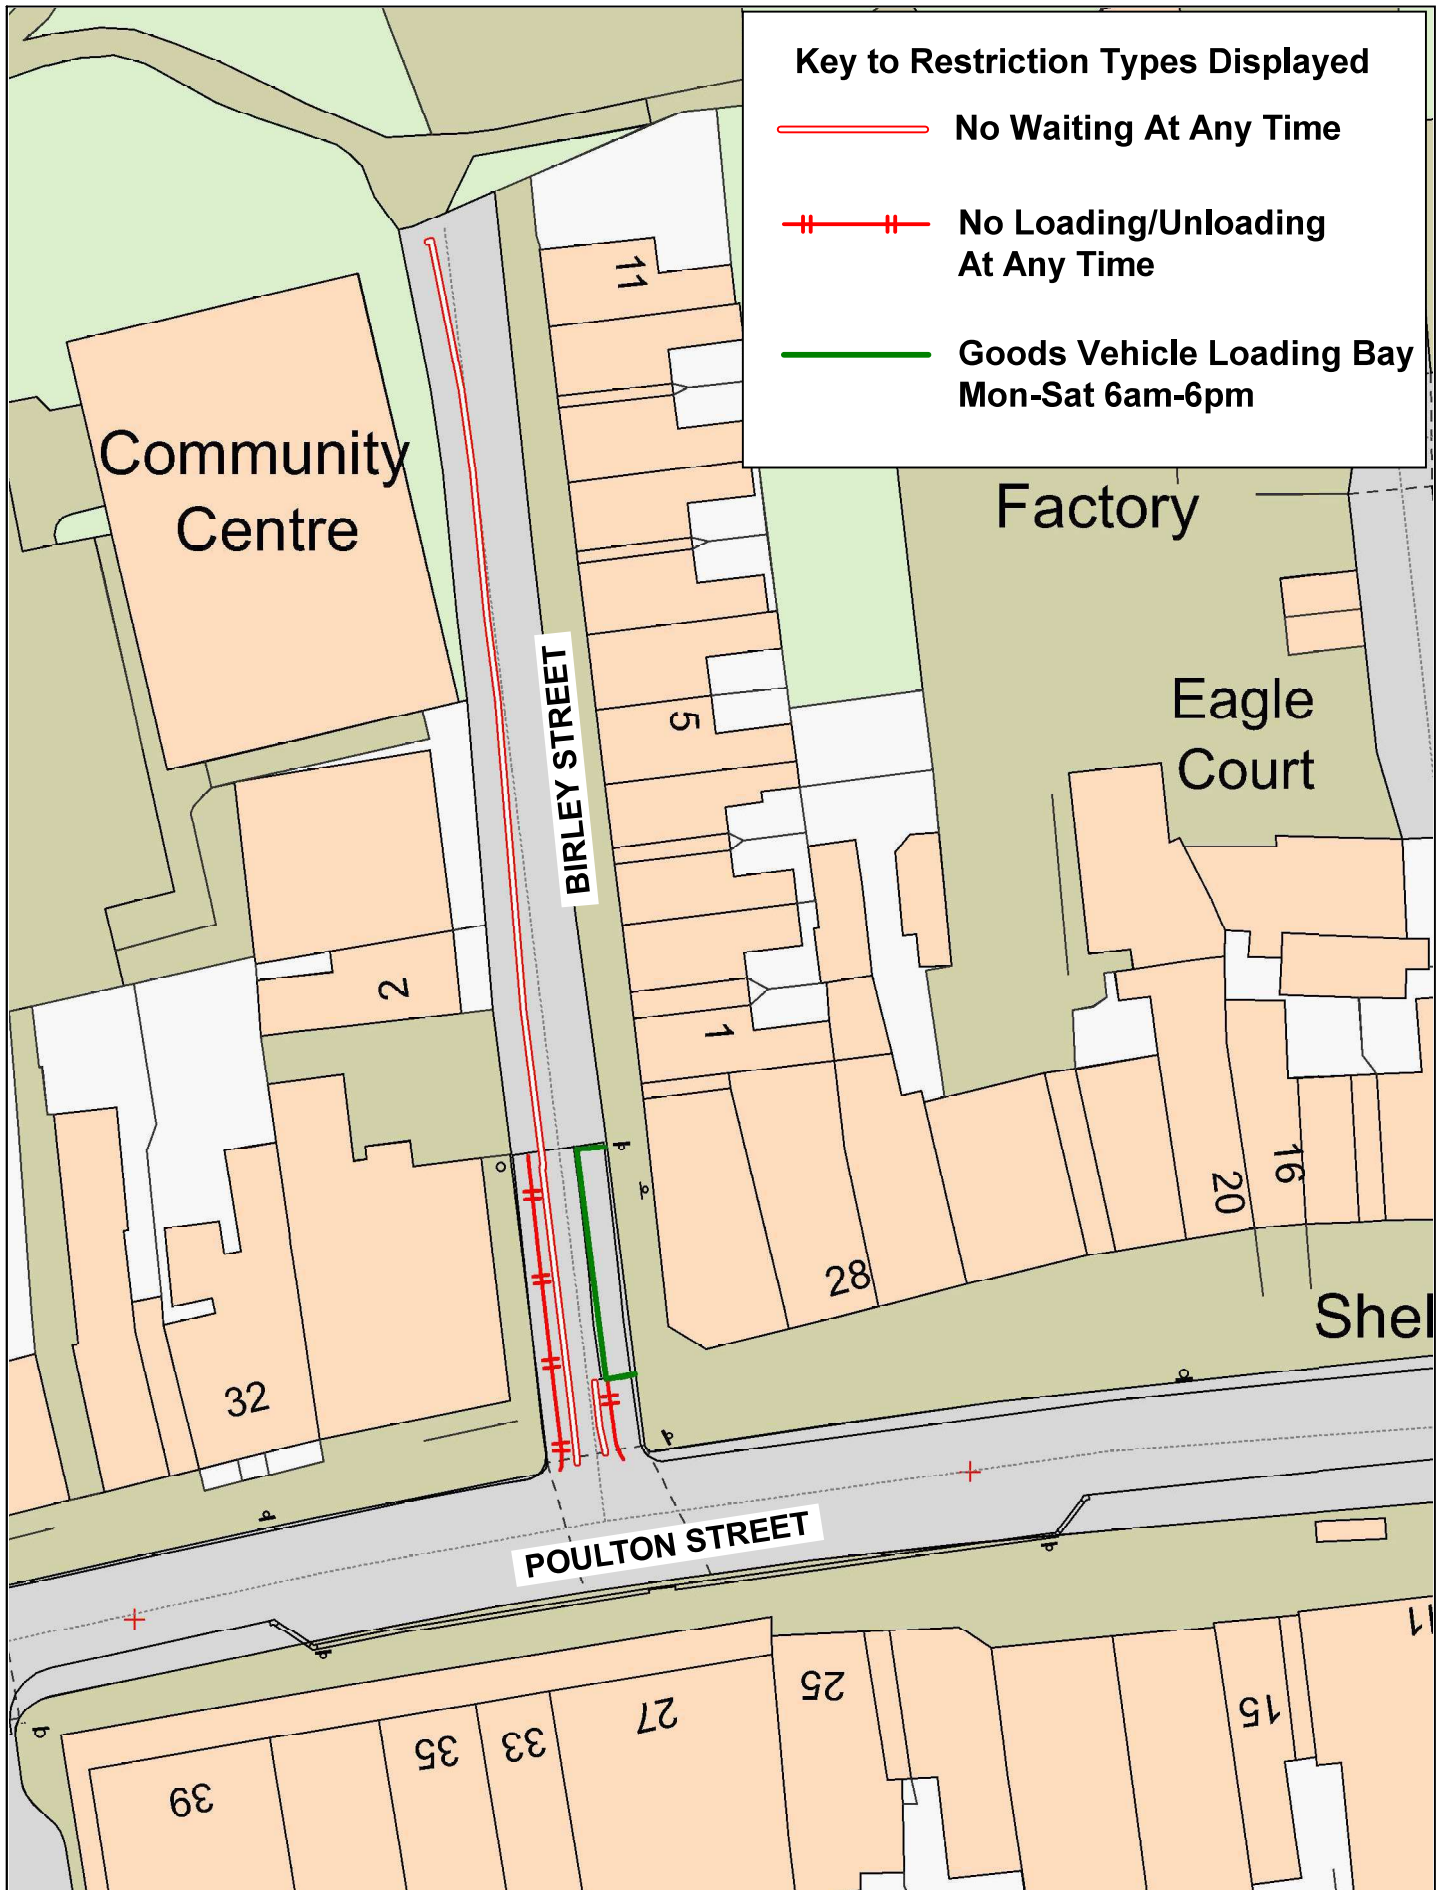 Key to Restriction Types Displayed
No Waiting At Any Time
No Loading/Unloading
At Any Time
Goods Vehicle Loading Bay
Mon-Sat 6am-6pm
11
Community
Centre
Factory
BIRLEY STREET
5
Eagle
Court
2
1
20
16
28
Shel
32
POULTON STREET
11
25
27
15
33
35
39